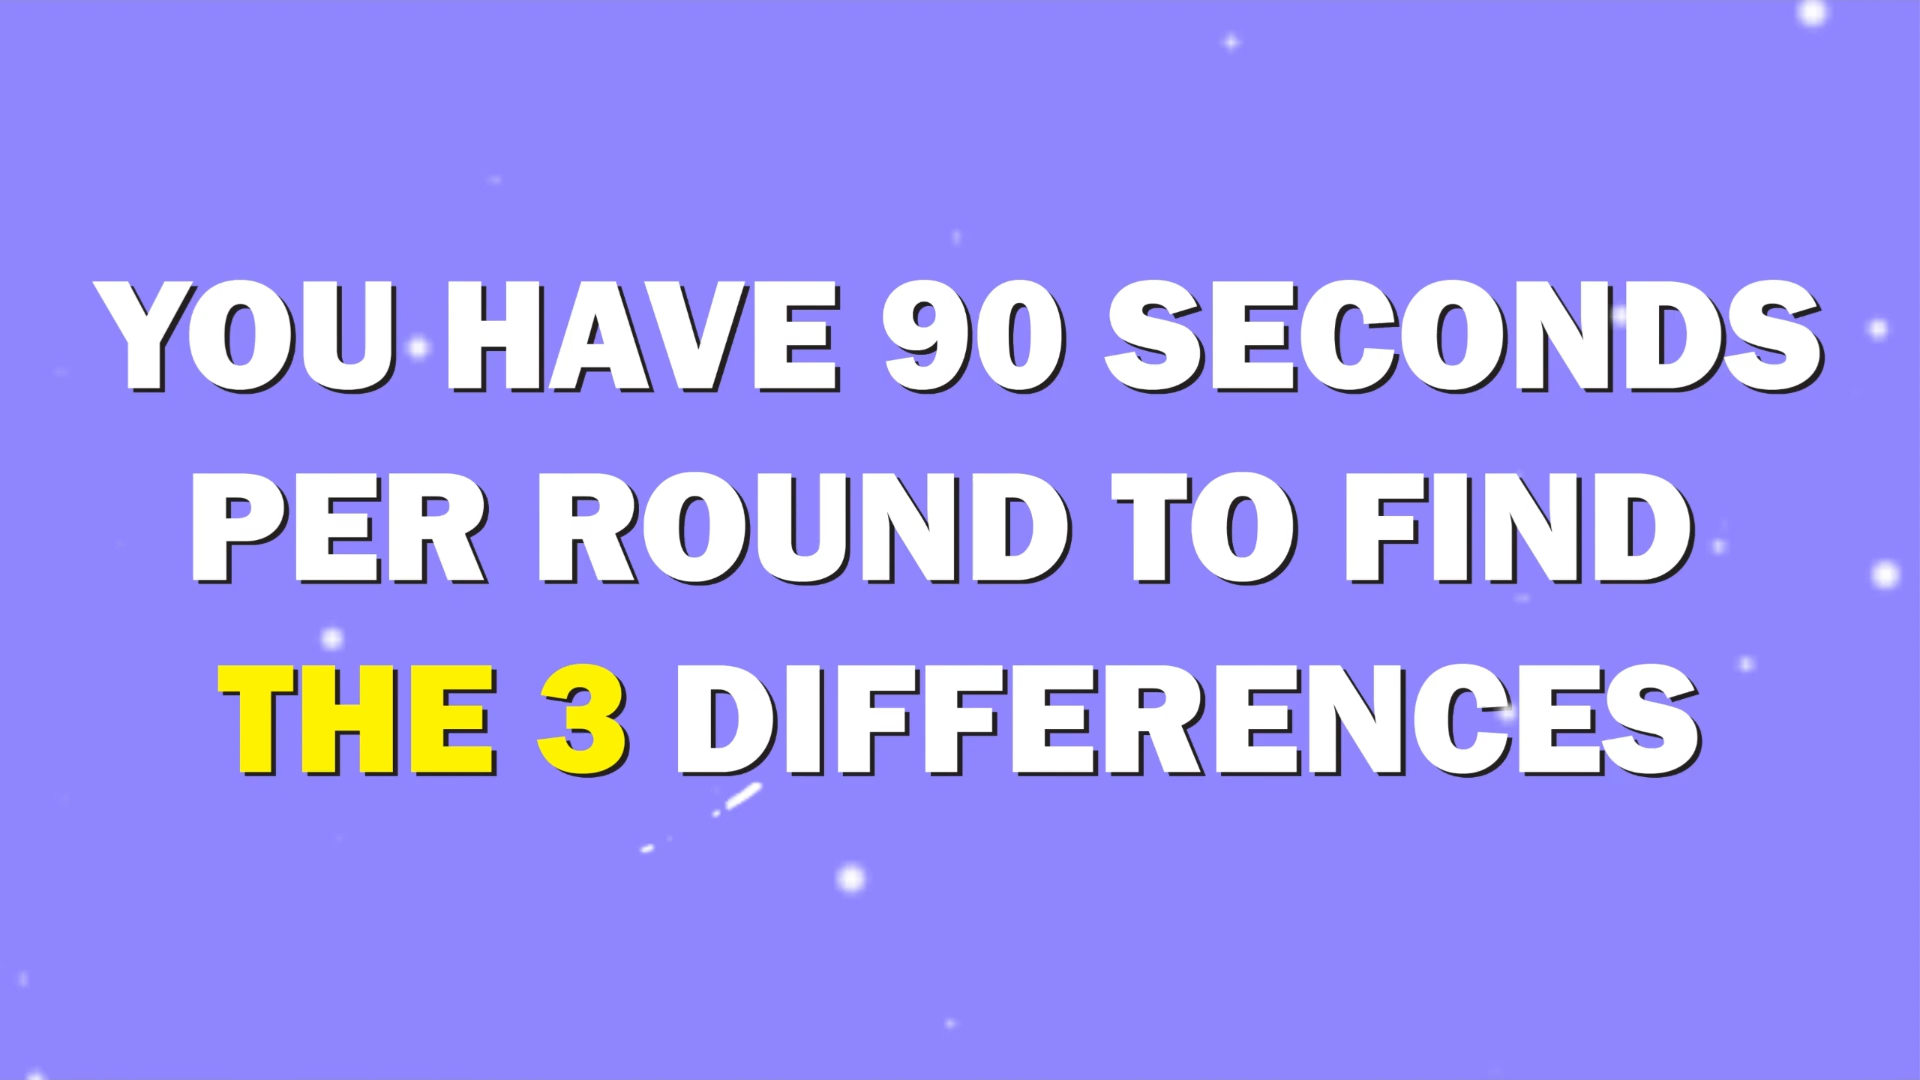 YOU HAVE 90 SECONDS
PER ROUND TO FIND
THE 3 DIFFERENCES